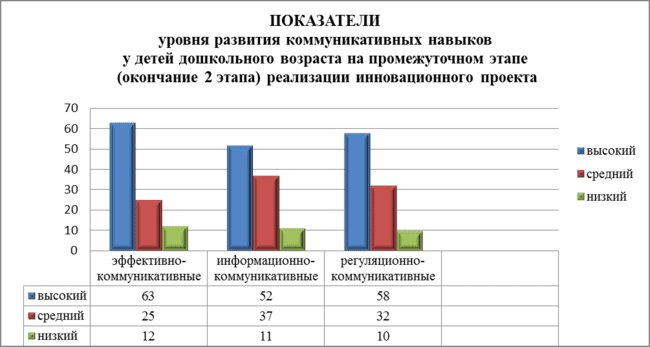 ПОКАЗАТЕЛИ
уровня развития коммуникативных навыков
у детей дошкольного возраста на промежуточном этапе
(окончание 2 этапа) реализации инновационного проекта
70
60
50
40
30
20
10
0
высокий
средний
низкий
эффективно-коммуникативные информационно-коммуникативные регуляционно-коммуникативные
высокий 63 52 58
средний 25 37 32
низкий 12 11 10